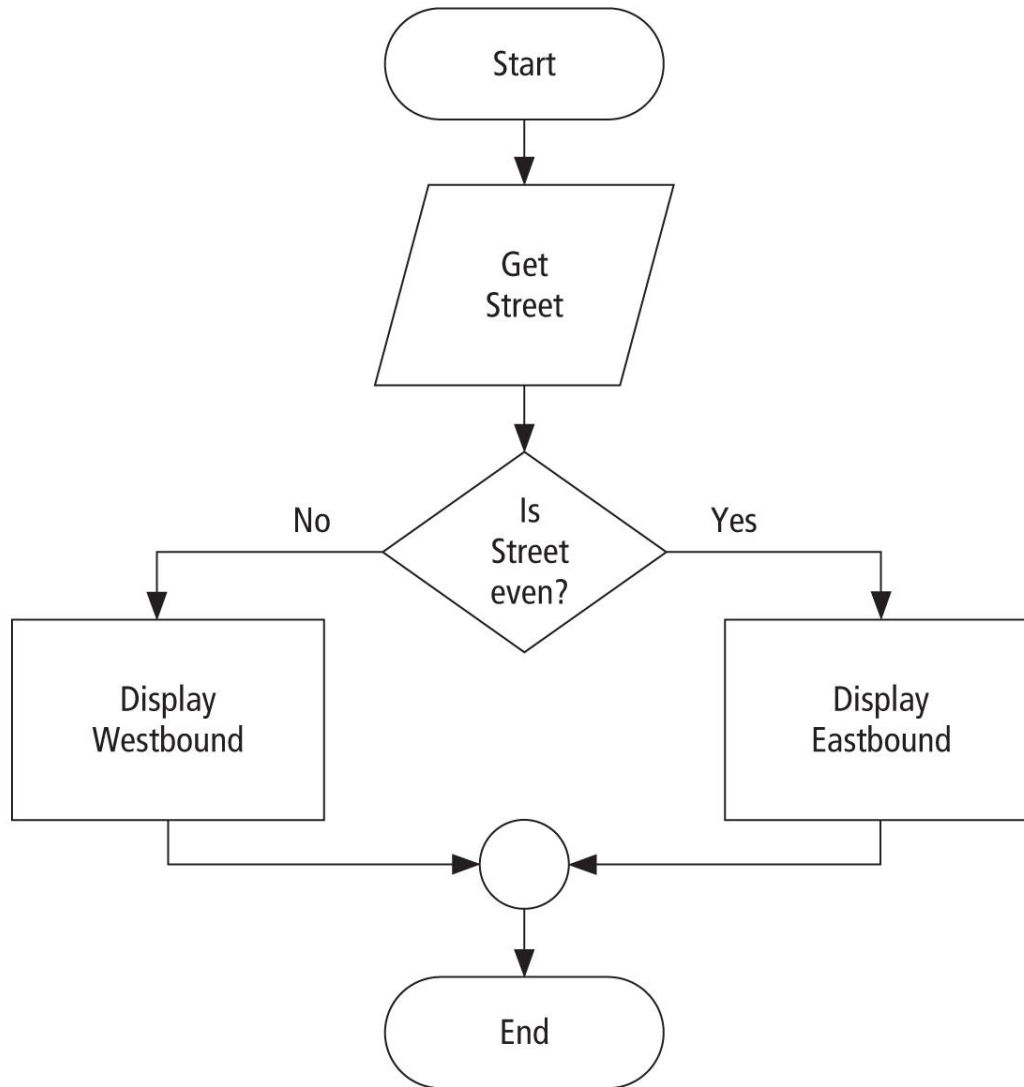 Start
Get
Street
Is
Street
even?
No
Yes
Display
Westbound
Display
Eastbound
End